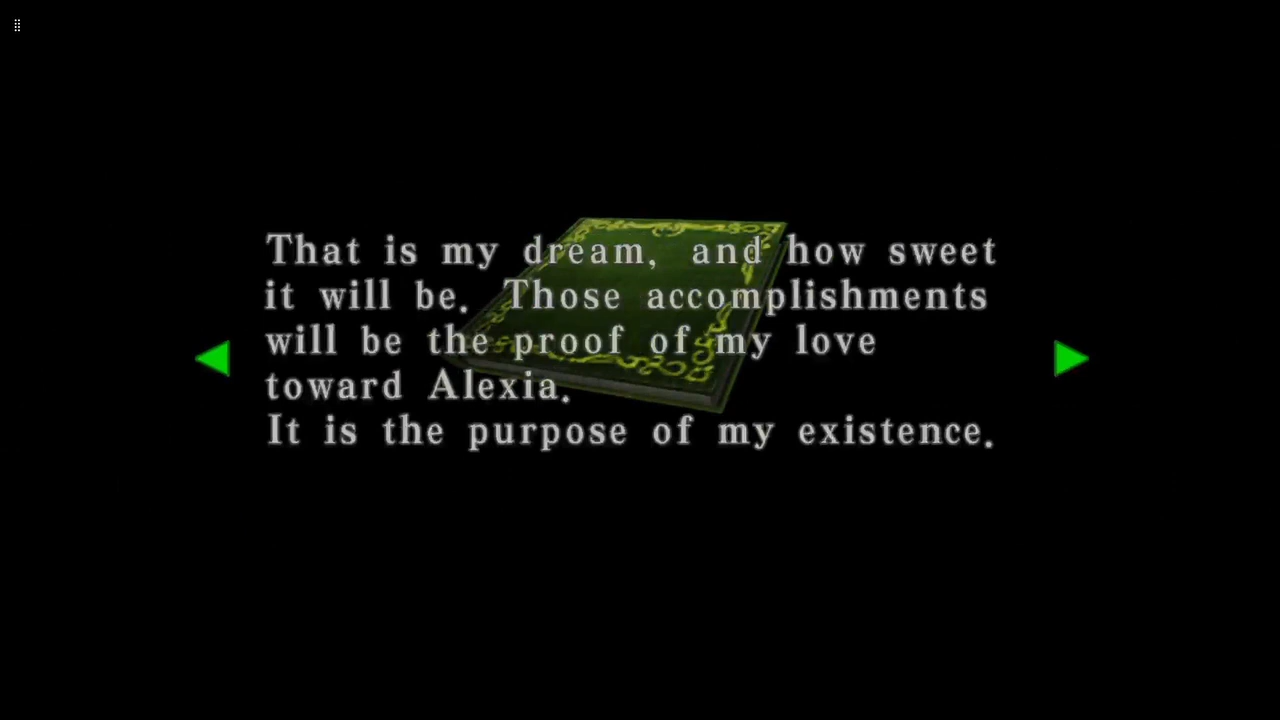 That is my dream, and how sweet
it will be. Those accomplishments
will be the proof of my love
toward Alexia.
It is the purpose of my existence.